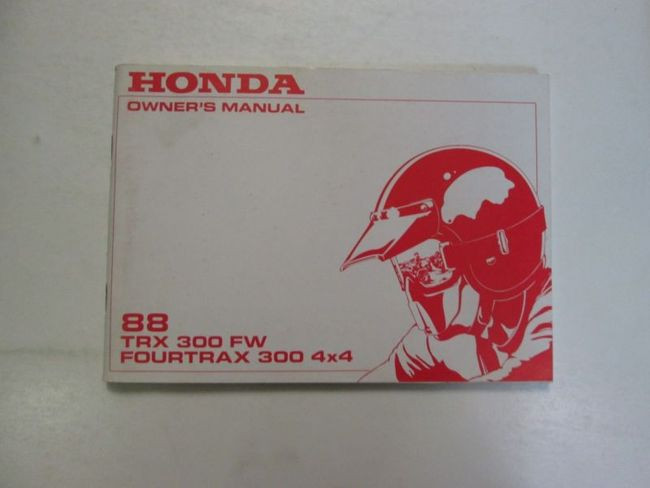 HONDA
OWNER'S MANUAL
88
TRX 300 FW
FOURTRAX 300 4x4